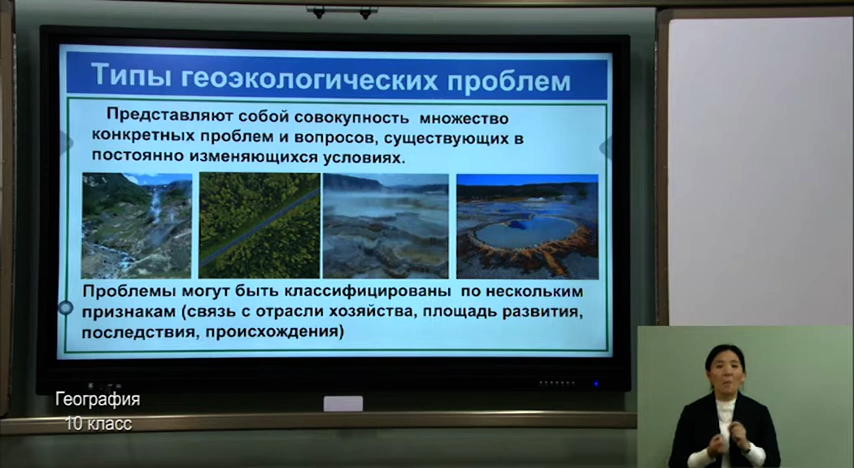 Типы геоэкологических проблем
Представляют собой совокупность множество
конкретных проблем и вопросов, существующих в
постоянно изменяющихся условиях.
Проблемы могут быть классифицированы по нескольким
признакам (связь с отрасли хозяйства, площадь развития,
последствия, происхождения)
География
10 класс